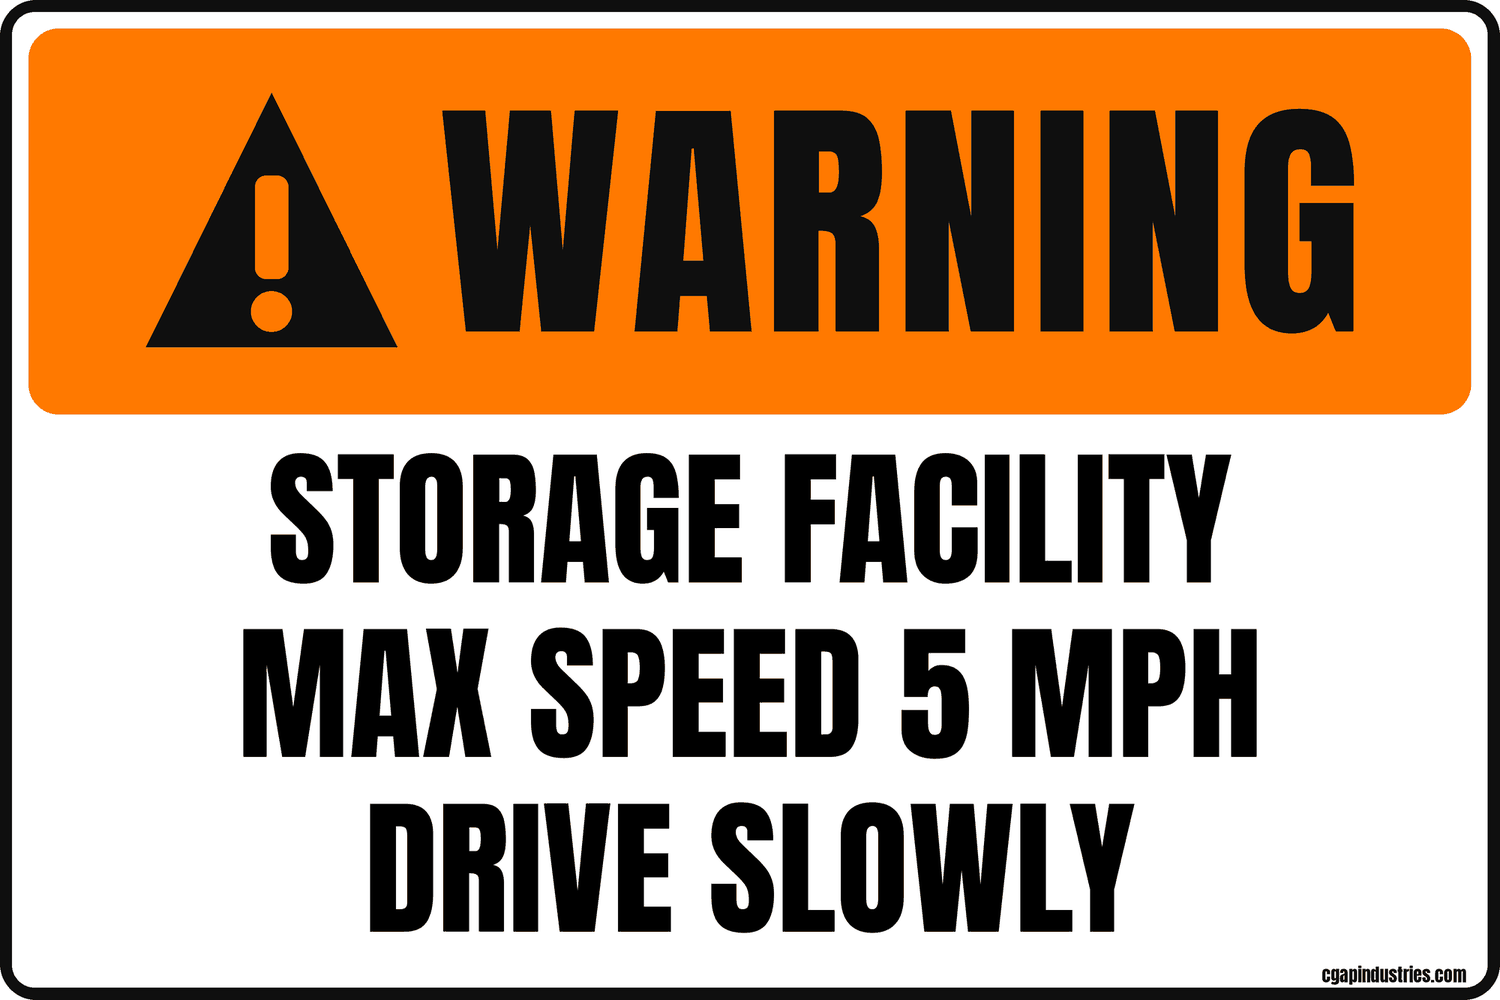 WARNING
STORAGE FACILITY
MAX SPEED 5 MPH
DRIVE SLOWLY
cgapindustries.com